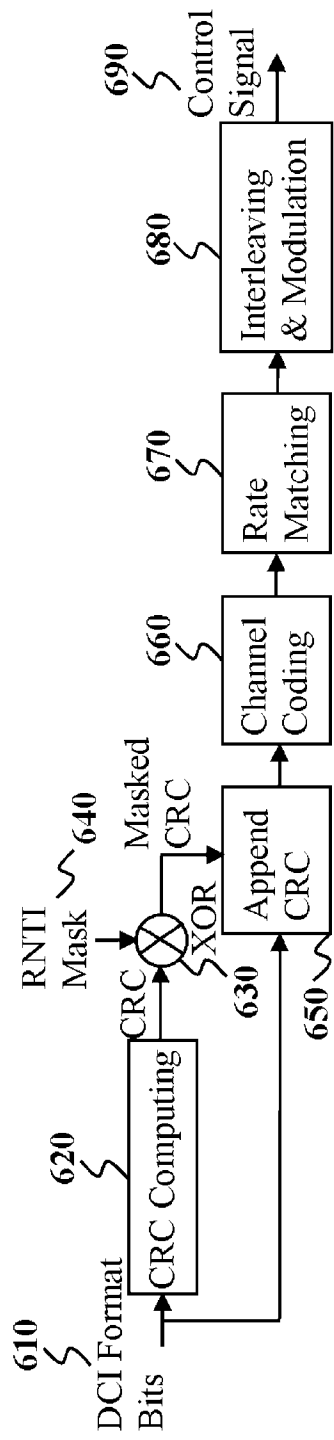 610
DCI Format
Bits
620
CRC Computing
CRC
RNTI
Mask
640
630
XOR
Masked
CRC
650
Append
CRC
660
Channel
Coding
670
Rate
Matching
680
Interleaving
& Modulation
690
Control
Signal